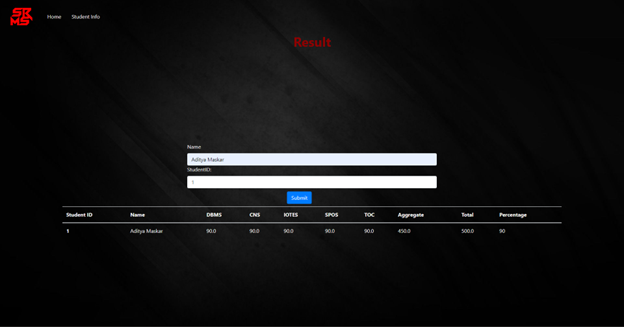 SB
MS
Home Student Info
Result
Name
Aditya Maskar
StudentID:
1
Submit
Student ID Name DBMS CNS IOTES SPOS TOC Aggregate Total Percentage
1 Aditya Maskar 90.0 90.0 90.0 90.0 90.0 450.0 500.0 90